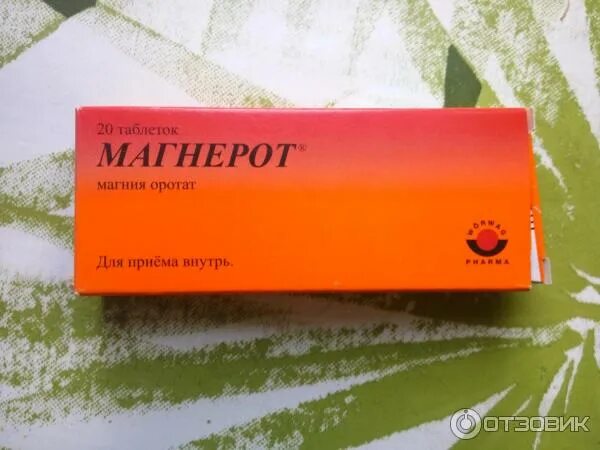 20 таблеток
МАГНЕРОТ®
магния оротат
Для приёма внутрь.
WÖRWAG
PHARMA
ОТЗОВИК